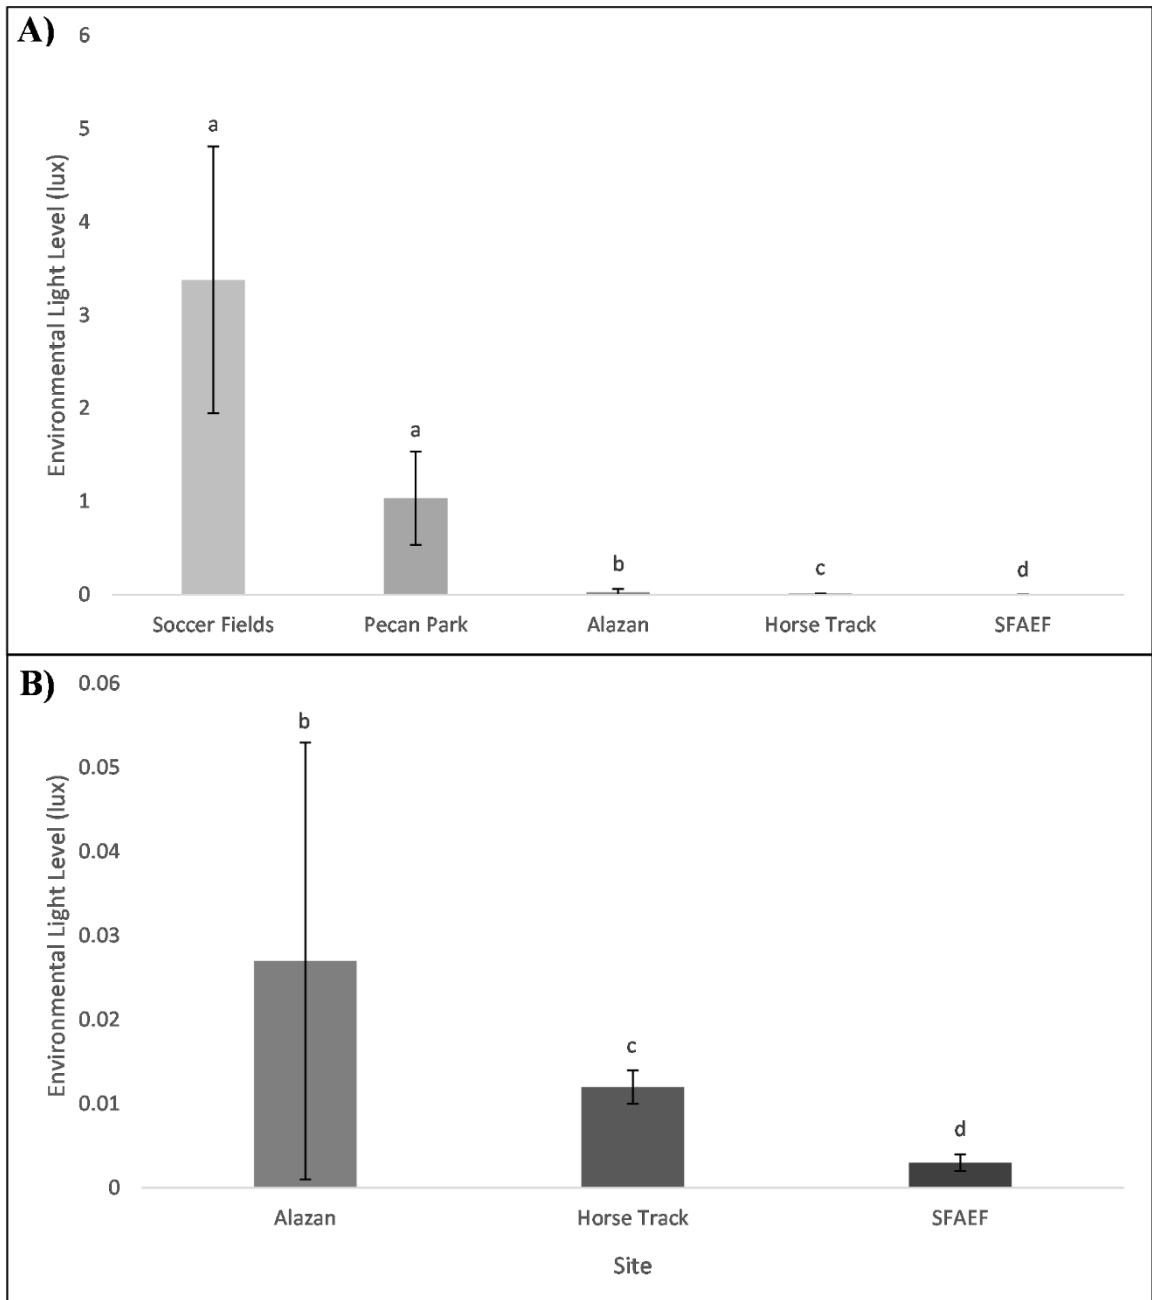 A)
6
5
4
3
2
1
0
Environmental Light Level (lux)
a
a
b
c
d
Soccer Fields Pecan Park Alazan Horse Track SFAEF
B)
0.06
0.05
0.04
0.03
0.02
0.01
0
Environmental Light Level (lux)
b
c
d
Alazan Horse Track SFAEF
Site